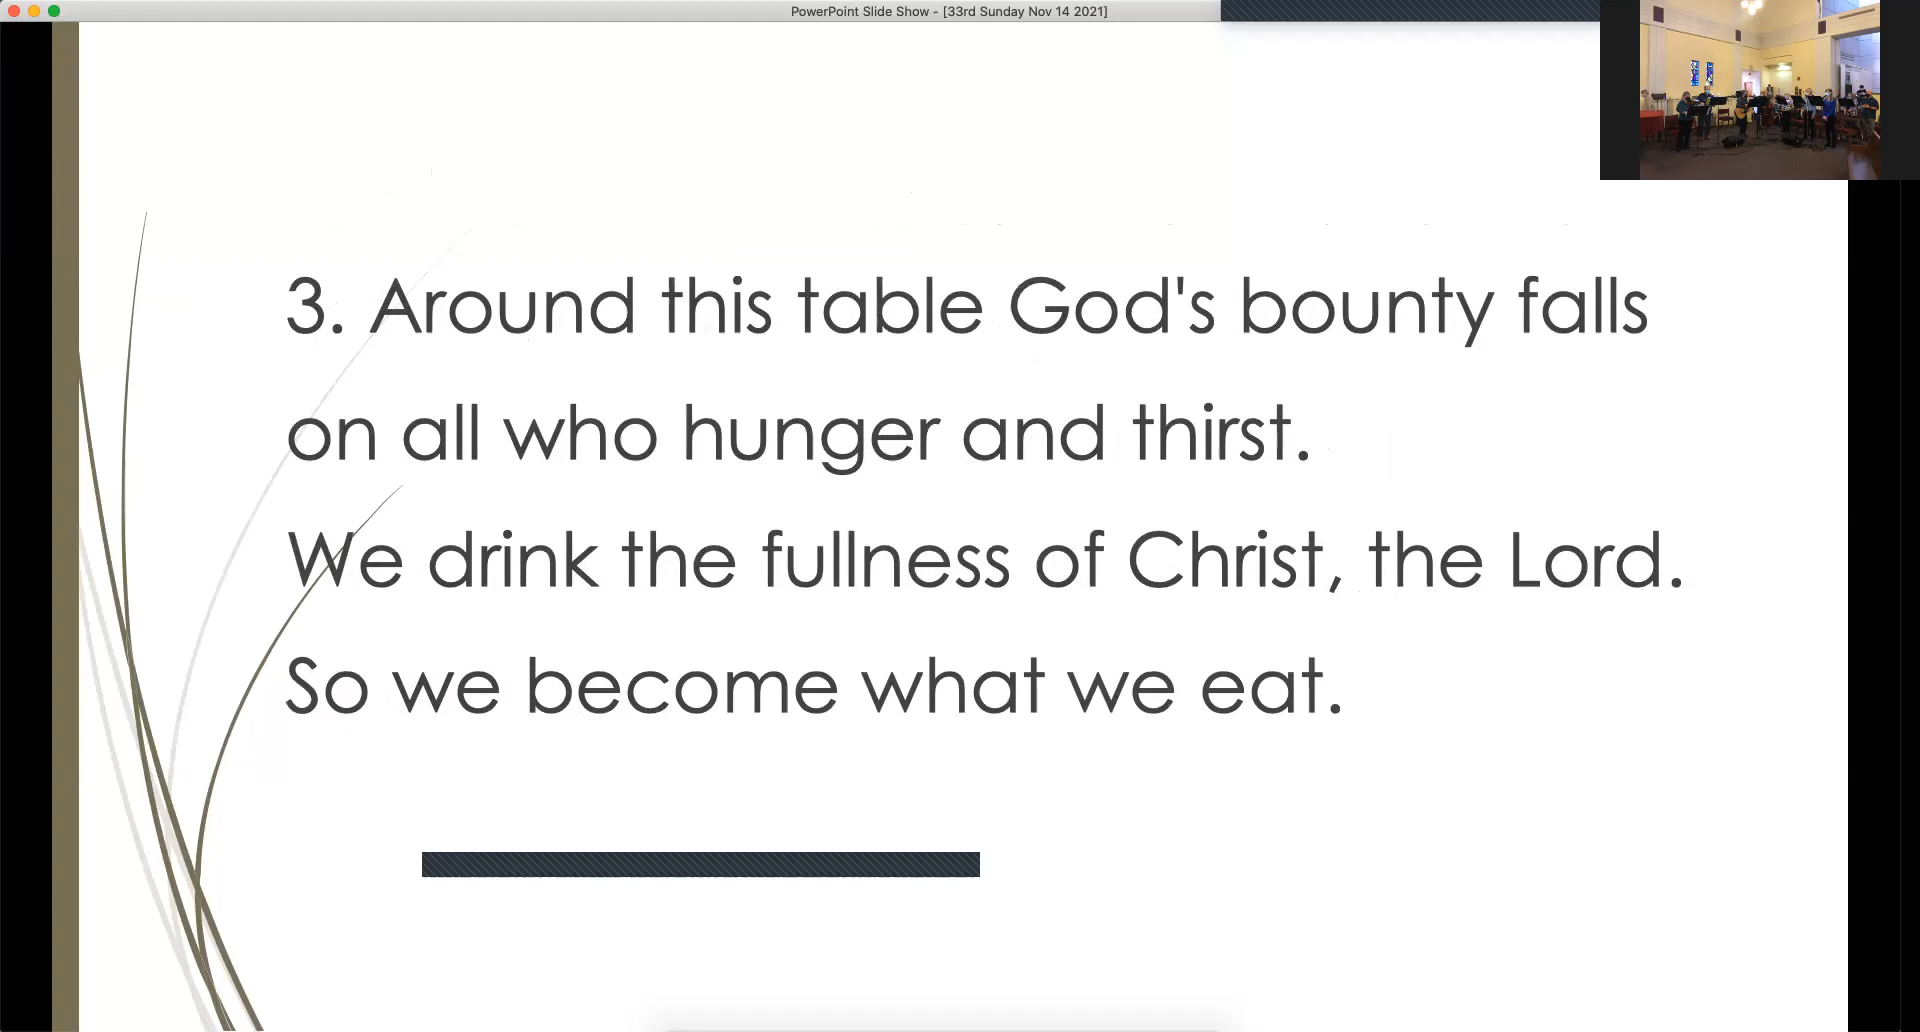 PowerPoint Slide Show - [33rd Sunday Nov 14 2021]
3. Around this table God's bounty falls
on all who hunger and thirst.
We drink the fullness of Christ, the Lord.
So we become what we eat.